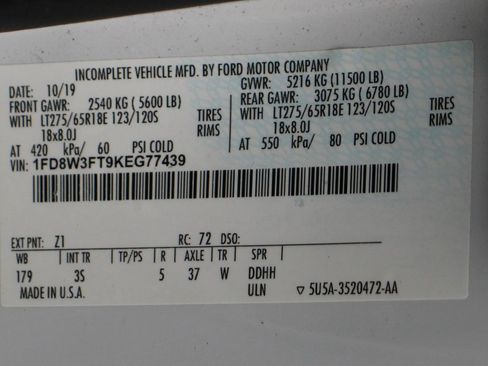 INCOMPLETE VEHICLE MFD. BY FORD MOTOR COMPANY
DATE: 10/19 GVWR: 5216 KG (11500 LB)
FRONT GAWR: 2540 KG (5600 LB) REAR GAWR: 3075 KG (6780 LB)
WITH LT275/65R18E 123/120S TIRES WITH LT275/65R18E 123/120S TIRES
18x8.0J RIMS 18x8.0J RIMS
AT 420 kPa/ 60 PSI COLD AT 550 kPa/ 80 PSI COLD
VIN: 1FD8W3FT9KEG77439
EXT PNT: Z1 RC: 72 DSO:
WB INT TR TP/PS R AXLE TR SPR
179 3S 5 37 W DDHH
MADE IN U.S.A. ULN ▽ 5U5A-3520472-AA